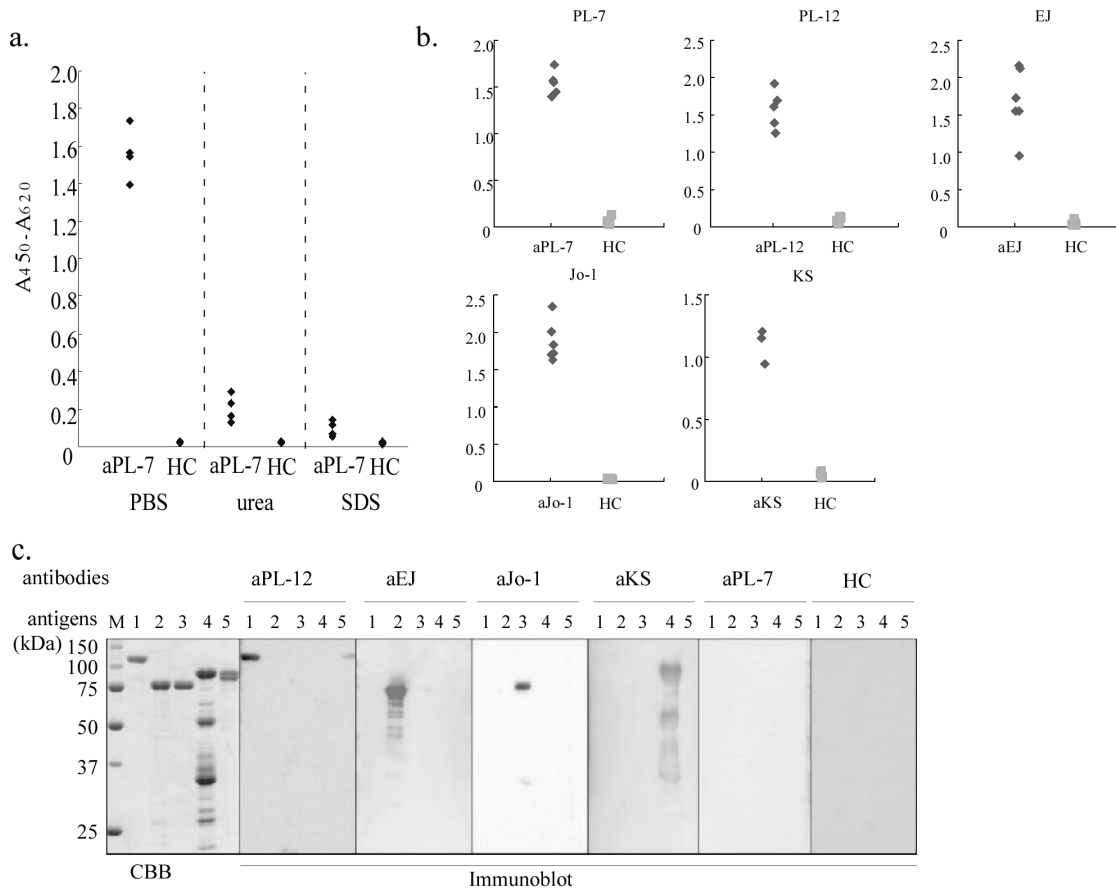 a.
2.0
1.8
1.6
1.4
1.2
1.0
0.8
0.6
0.4
0.2
0
A450-A620
aPL-7 HC aPL-7 HC aPL-7 HC
PBS urea SDS
b.
PL-7
2.0
1.5
1.0
0.5
0
aPL-7 HC
PL-12
2.5
2.0
1.5
1.0
0.5
0
aPL-12 HC
EJ
2.5
2.0
1.5
1.0
0.5
0
aEJ HC
Jo-1
2.5
2.0
1.5
1.0
0.5
0
aJo-1 HC
KS
1.5
1.0
0.5
0
aKS HC
c.
antibodies aPL-12 aEJ aJo-1 aKS aPL-7 HC
antigens M 1 2 3 4 5 1 2 3 4 5 1 2 3 4 5 1 2 3 4 5 1 2 3 4 5 1 2 3 4 5 1 2 3 4 5
(kDa)
150
100
75
50
37
25
CBB
Immunoblot